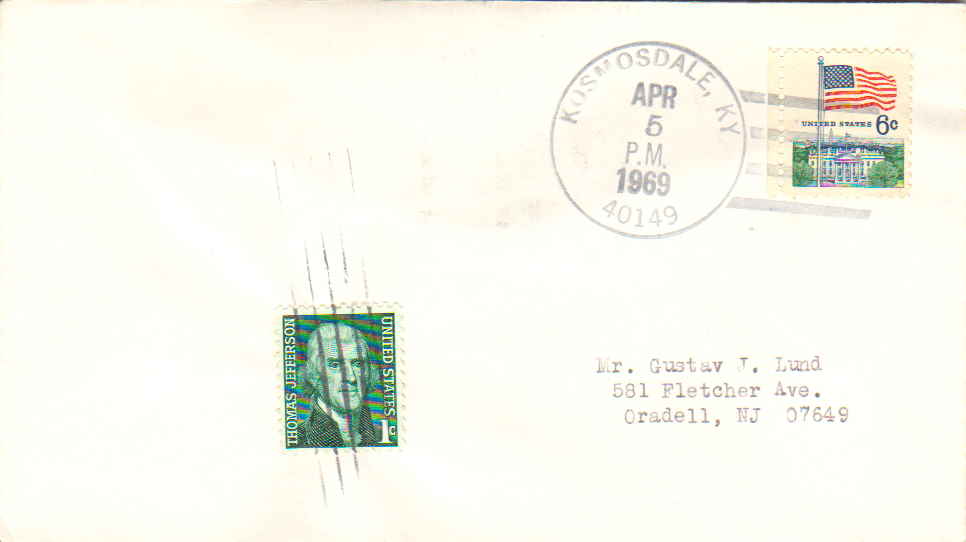 KOSMOSDALE, KY
APR
5
P.M.
1969
40149
UNITED STATES 6c
THOMAS JEFFERSON
UNITED STATES
1c
Mr. Gustav J. Lund
581 Fletcher Ave.
Oradell, NJ 07649